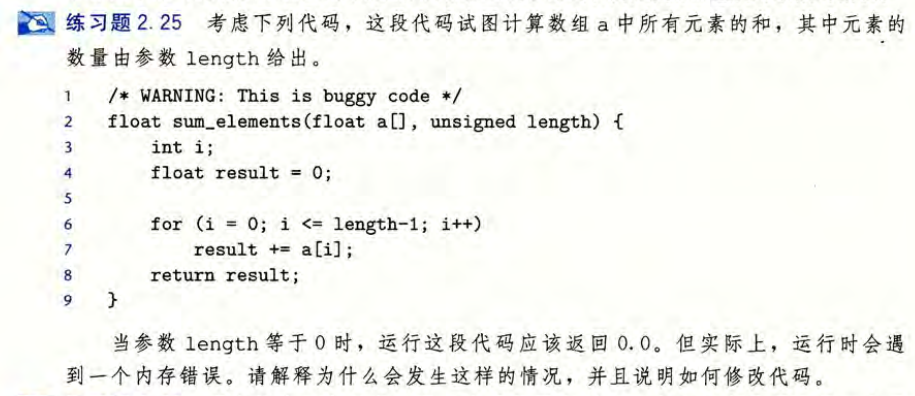 练习题2.25 考虑下列代码，这段代码试图计算数组a中所有元素的和，其中元素的
数量由参数 length 给出。
1 /* WARNING: This is buggy code */
2 float sum_elements(float a[], unsigned length) {
3 int i;
4 float result = 0;
5
6 for (i = 0; i <= length-1; i++)
7 result += a[i];
8 return result;
9 }
当参数 length 等于0时，运行这段代码应该返回0.0。但实际上，运行时会遇
到一个内存错误。请解释为什么会发生这样的情况，并且说明如何修改代码。